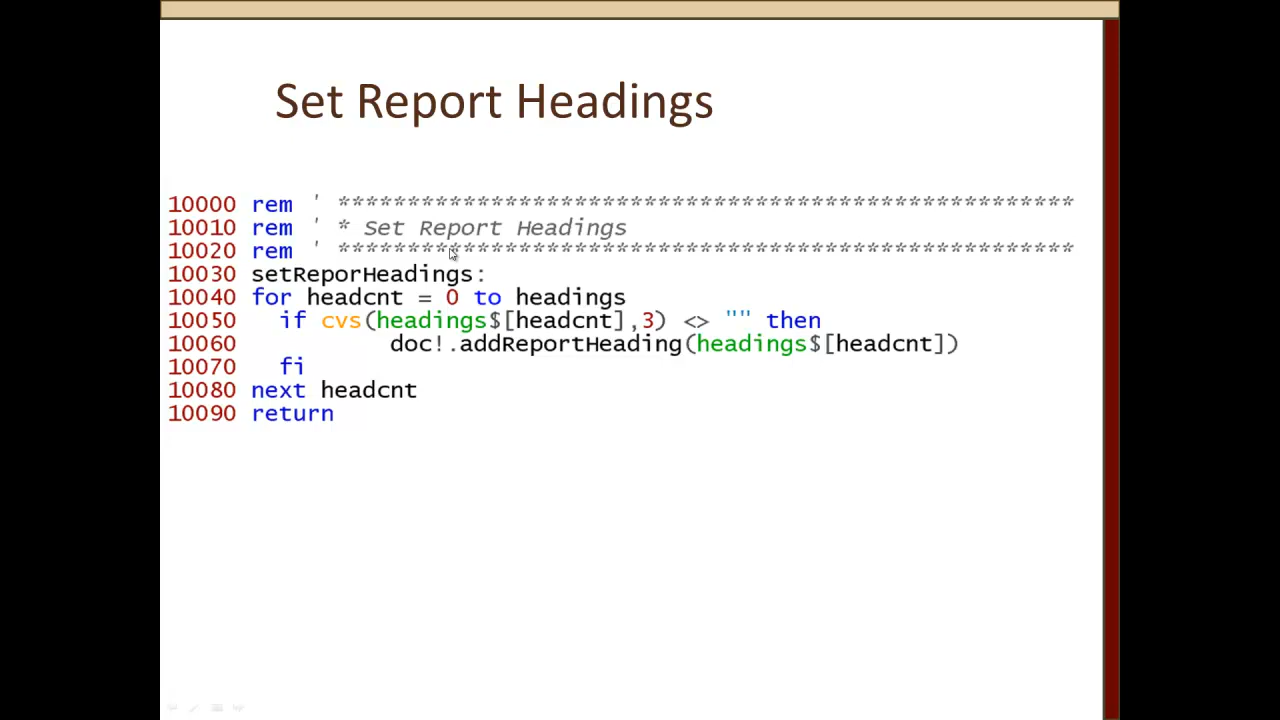 Set Report Headings
10000 rem ' *****************************************************
10010 rem ' * Set Report Headings
10020 rem ' *****************************************************
10030 setReporHeadings:
10040 for headcnt = 0 to headings
10050   if cvs(headings$[headcnt],3) <> "" then
10060           doc!.addReportHeading(headings$[headcnt])
10070   fi
10080 next headcnt
10090 return